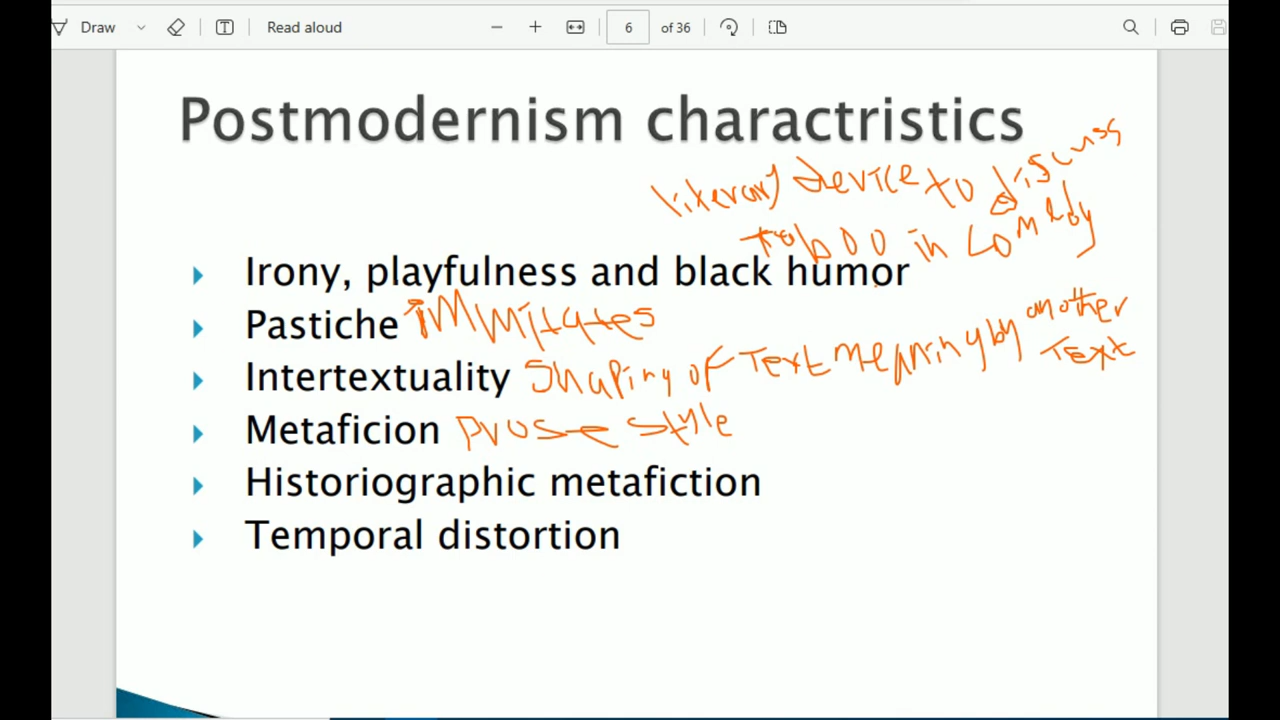 Draw Read aloud 6 of 36
Postmodernism charactristics
literary device to discuss
taboo in comedy
Irony, playfulness and black humor
Pastiche immitates
Intertextuality shaping of text meaning by another text
Metaficion prose style
Historiographic metafiction
Temporal distortion